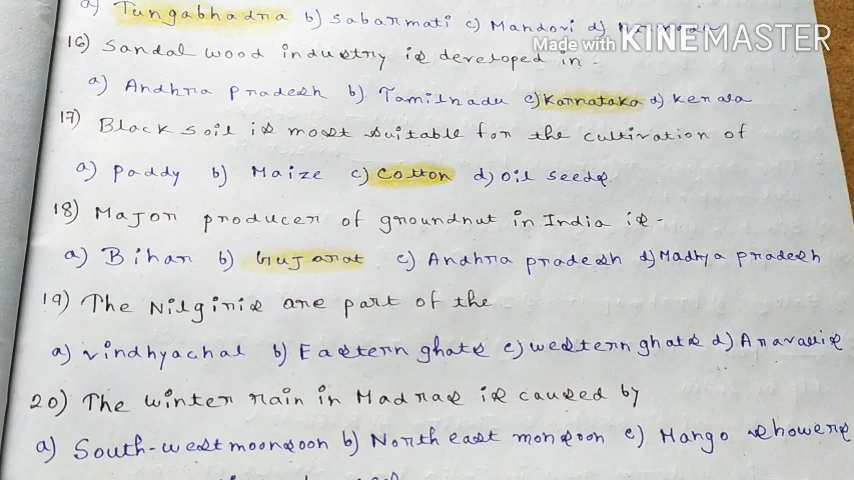 a) Tungabhadra b) Sabarmati c) Mandovi d)
Made with KINEMASTER
16) Sandal wood industry is developed in -
a) Andhra pradesh b) Tamilnadu c) Karnataka d) Kerala
17) Black soil is most suitable for the cultivation of
a) Paddy b) Maize c) Cotton d) Oil seeds
18) Major producer of groundnut in India is -
a) Bihar b) Gujarat c) Andhra pradesh d) Madhya pradesh
19) The Nilgiris are part of the
a) vindhyachal b) Eastern ghats c) western ghats d) Aravallis
20) The winter rain in Madras is caused by
a) South-west moonsoon b) North east monsoon c) Mango showers